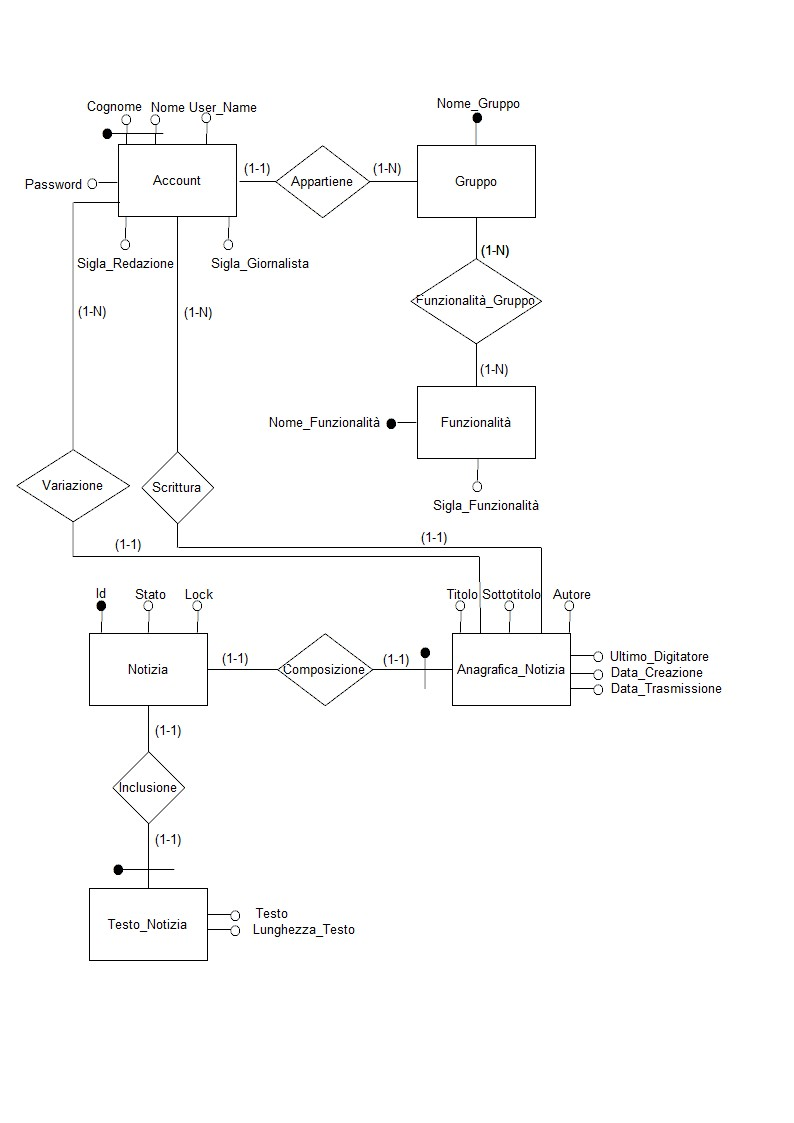 Nome_Gruppo
Cognome Nome User_Name
Password
Account
(1-1)
Appartiene
(1-N)
Gruppo
Sigla_Redazione
Sigla_Giornalista
(1-N)
Funzionalità_Gruppo
(1-N)
(1-N)
(1-N)
Nome_Funzionalità
Funzionalità
Sigla_Funzionalità
Variazione
Scrittura
(1-1)
(1-1)
Id
Stato
Lock
Titolo
Sottotitolo
Autore
Notizia
(1-1)
Composizione
(1-1)
Anagrafica_Notizia
Ultimo_Digitatore
Data_Creazione
Data_Trasmissione
(1-1)
Inclusione
(1-1)
Testo_Notizia
Testo
Lunghezza_Testo